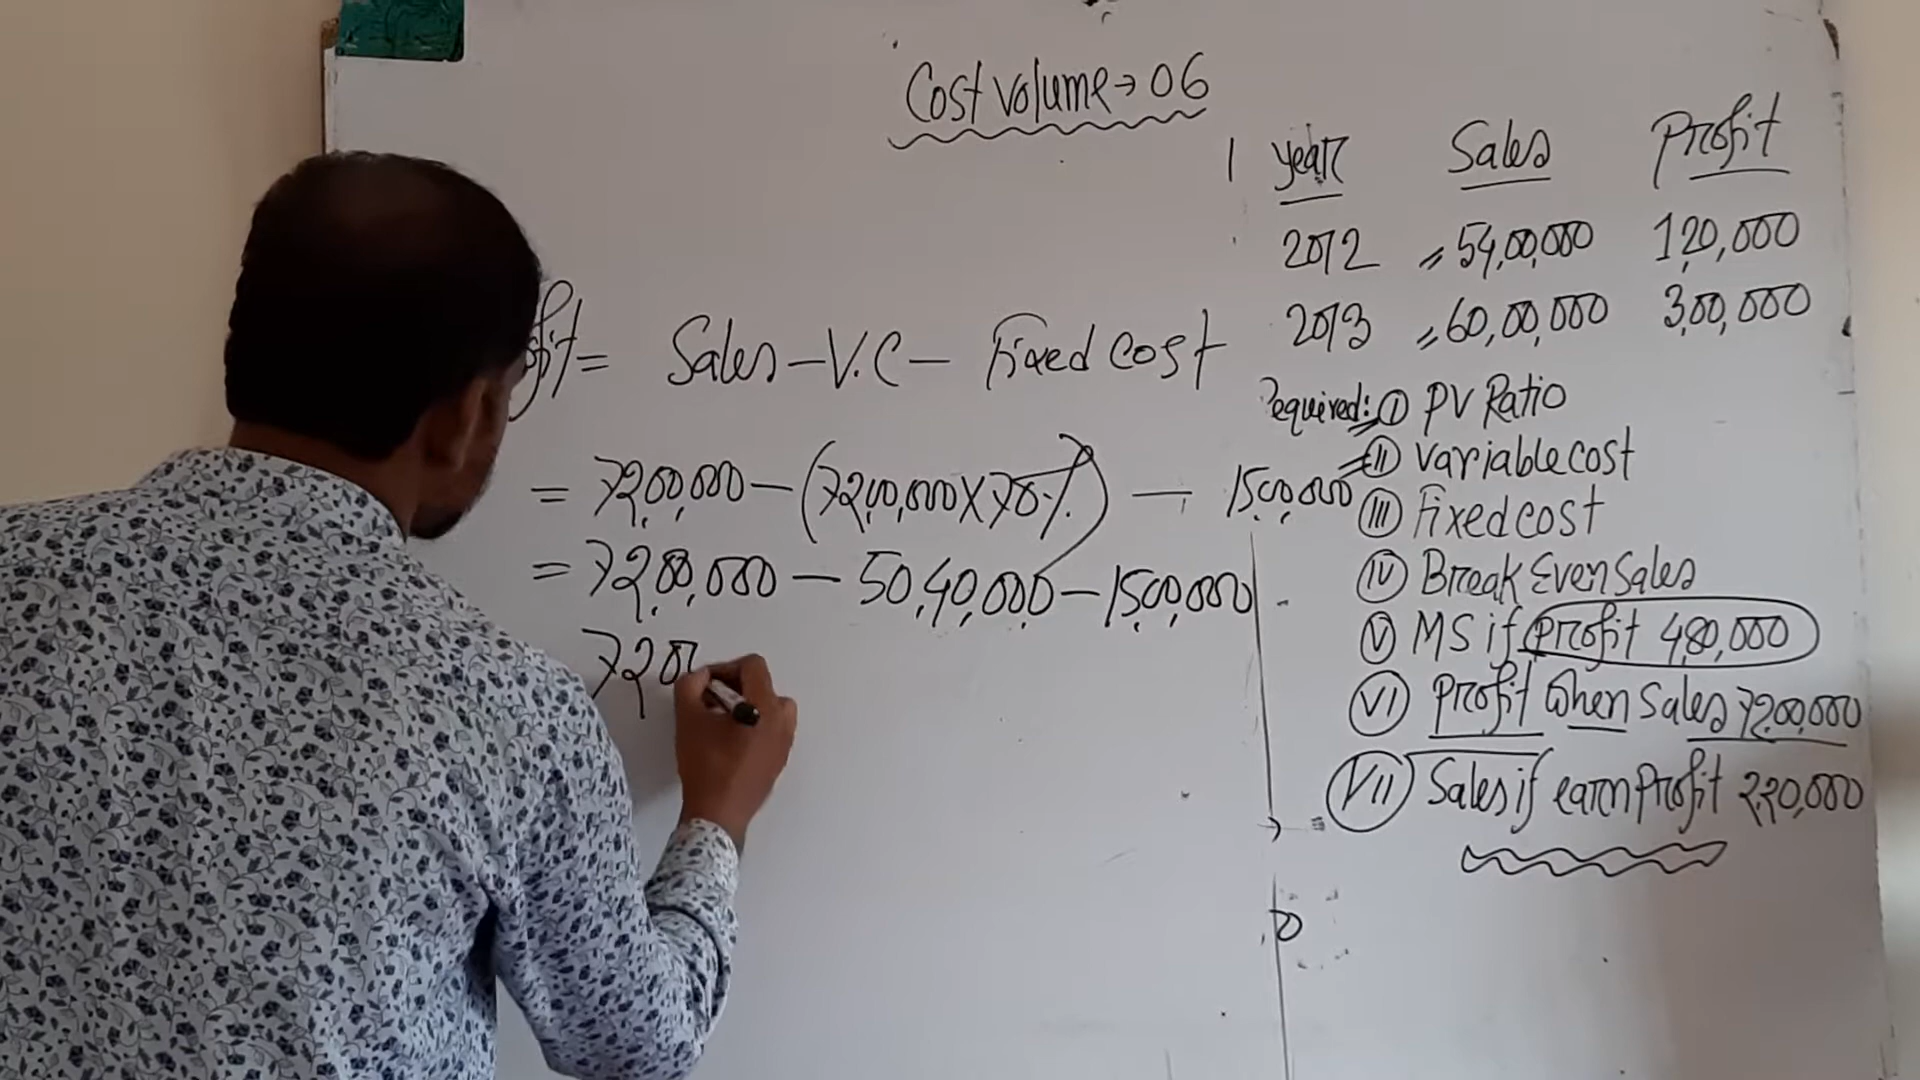 Cost volume → 06
year Sales Profit
2012 = 54,00,000 1,20,000
2013 = 60,00,000 3,00,000
Required: (I) PV Ratio
(II) Variable cost
(III) Fixed cost
(IV) Break Even Sales
(V) MS if Profit 4,80,000
(VI) Profit when Sales 7200,000
(VII) Sales if earn Profit 2,20,000
fit = Sales - V.C - Fixed cost
= 72,00,000 - (72,00,000 X 70%) - 15,00,000
= 72,00,000 - 50,40,000 - 15,00,000
720